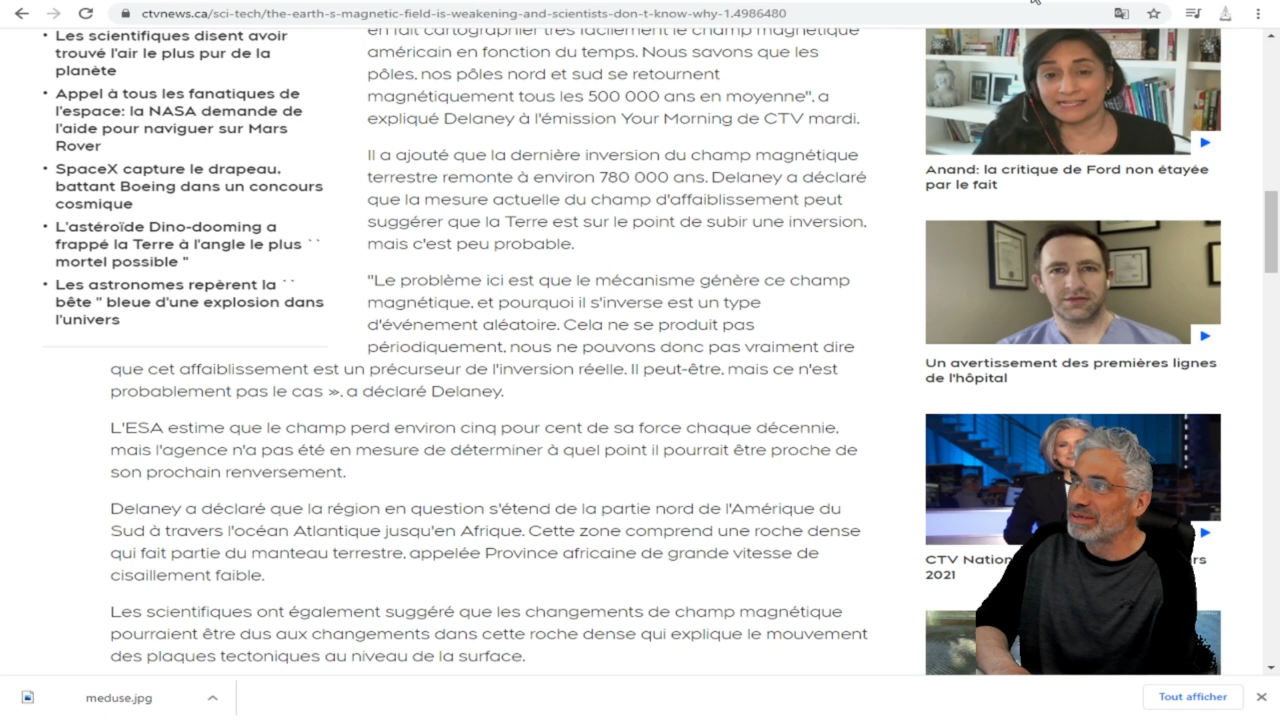 ctvnews.ca/sci-tech/the-earth-s-magnetic-field-is-weakening-and-scientists-don-t-know-why-1.4986480
• Les scientifiques disent avoir
trouvé l'air le plus pur de la
planète
• Appel à tous les fanatiques de
l'espace: la NASA demande de
l'aide pour naviguer sur Mars
Rover
• SpaceX capture le drapeau,
battant Boeing dans un concours
cosmique
• L'astéroïde Dino-dooming a
frappé la Terre à l'angle le plus ``
mortel possible "
• Les astronomes repèrent la ``
bête " bleue d'une explosion dans
l'univers
en fait cartographier très facilement le champ magnétique
américain en fonction du temps. Nous savons que les
pôles, nos pôles nord et sud se retournent
magnétiquement tous les 500 000 ans en moyenne", a
expliqué Delaney à l'émission Your Morning de CTV mardi.
Il a ajouté que la dernière inversion du champ magnétique
terrestre remonte à environ 780 000 ans. Delaney a déclaré
que la mesure actuelle du champ d'affaiblissement peut
suggérer que la Terre est sur le point de subir une inversion,
mais c'est peu probable.
"Le problème ici est que le mécanisme génère ce champ
magnétique, et pourquoi il s'inverse est un type
d'événement aléatoire. Cela ne se produit pas
périodiquement, nous ne pouvons donc pas vraiment dire
que cet affaiblissement est un précurseur de l'inversion réelle. Il peut-être, mais ce n'est
probablement pas le cas », a déclaré Delaney.
L'ESA estime que le champ perd environ cinq pour cent de sa force chaque décennie,
mais l'agence n'a pas été en mesure de déterminer à quel point il pourrait être proche de
son prochain renversement.
Delaney a déclaré que la région en question s'étend de la partie nord de l'Amérique du
Sud à travers l'océan Atlantique jusqu'en Afrique. Cette zone comprend une roche dense
qui fait partie du manteau terrestre, appelée Province africaine de grande vitesse de
cisaillement faible.
Les scientifiques ont également suggéré que les changements de champ magnétique
pourraient être dus aux changements dans cette roche dense qui explique le mouvement
des plaques tectoniques au niveau de la surface.
Anand: la critique de Ford non étayée
par le fait
Un avertissement des premières lignes
de l'hôpital
CTV Nation
rs
2021
meduse.jpg
Tout afficher